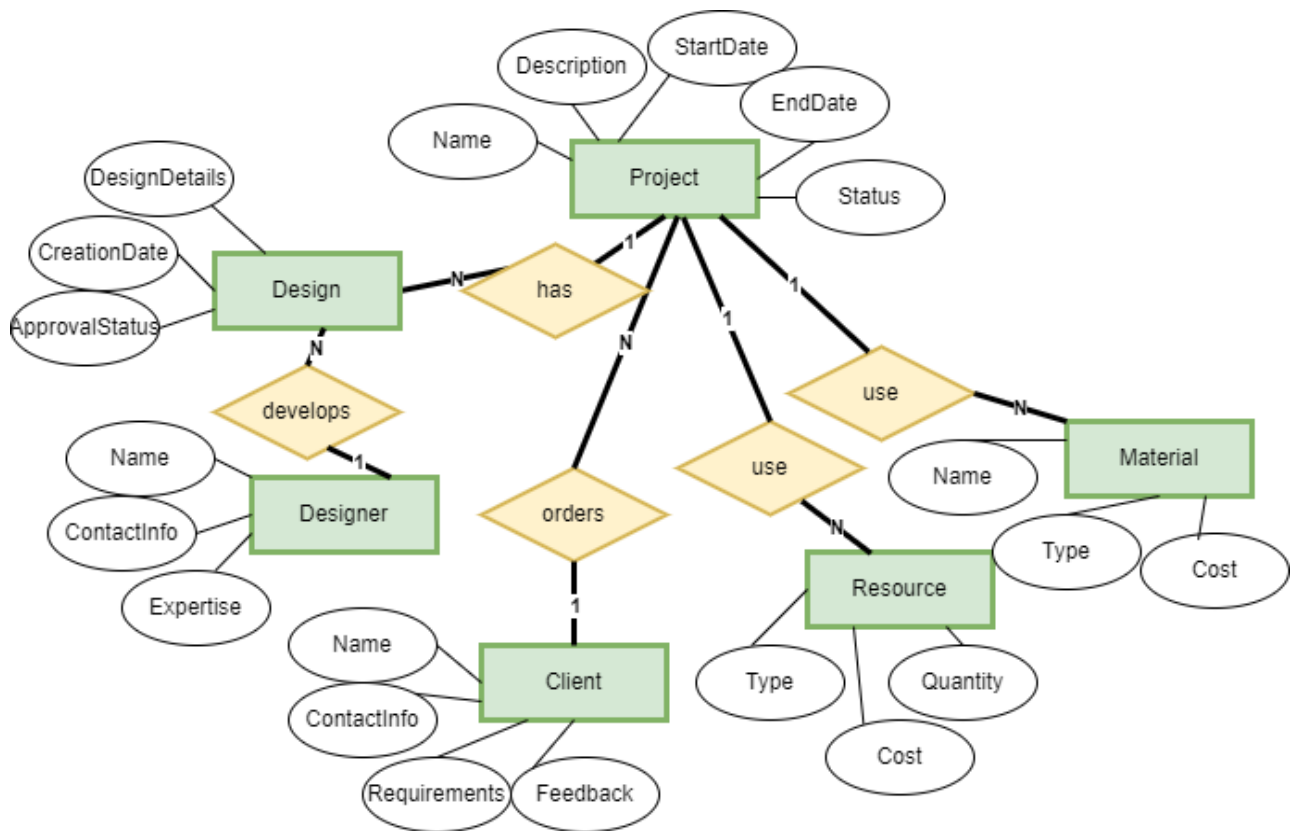 StartDate
Description
EndDate
Name
Project
DesignDetails
Status
CreationDate
1
N
1
Design
has
ApprovalStatus
1
N
N
1
use
N
develops
Name
1
use
Name
Material
Designer
orders
ContactInfo
N
Type
Cost
Expertise
Resource
1
Name
Client
Type
Quantity
ContactInfo
Cost
Requirements
Feedback